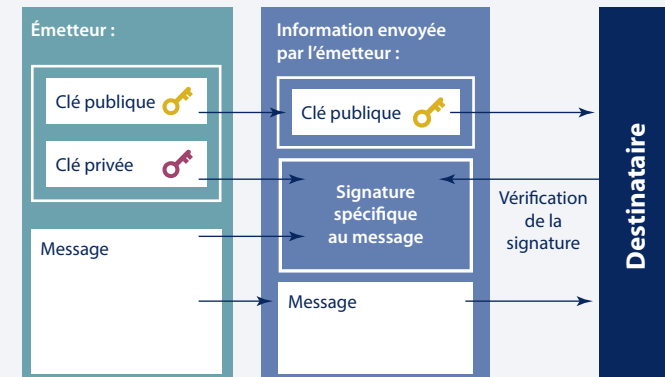 Émetteur :
Clé publique
Clé privée
Message
Information envoyée
par l’émetteur :
Clé publique
Signature
spécifique
au message
Message
Vérification
de la
signature
Destinataire